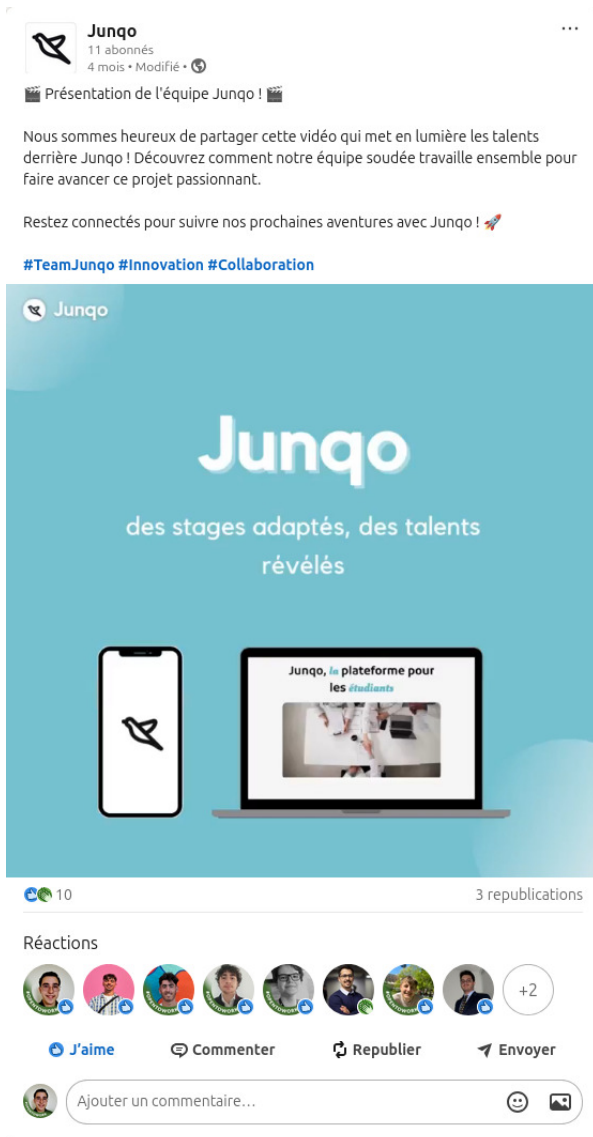 Junqo
11 abonnés
4 mois • Modifié •
🎬 Présentation de l'équipe Junqo ! 🎬
Nous sommes heureux de partager cette vidéo qui met en lumière les talents
derrière Junqo ! Découvrez comment notre équipe soudée travaille ensemble pour
faire avancer ce projet passionnant.
Restez connectés pour suivre nos prochaines aventures avec Junqo ! 🚀
#TeamJunqo #Innovation #Collaboration
Junqo
Junqo
des stages adaptés, des talents
révélés
Junqo, la plateforme pour
les étudiants
10
3 republications
Réactions
+2
J’aime
Commenter
Republier
Envoyer
Ajouter un commentaire…